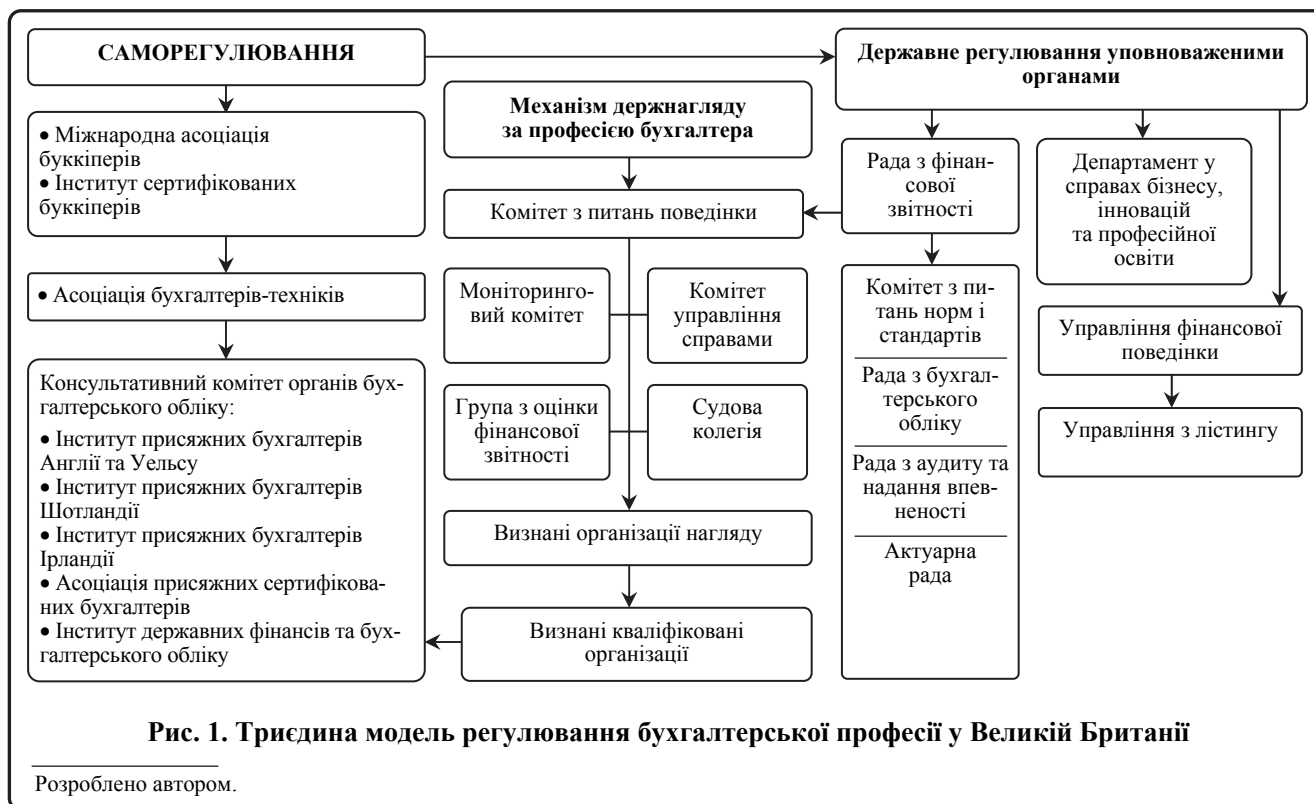 САМОРЕГУЛЮВАННЯ
• Міжнародна асоціація
буккіперів
• Інститут сертифікованих
буккіперів
• Асоціація бухгалтерів-техніків
Консультативний комітет органів бух-
галтерського обліку:
• Інститут присяжних бухгалтерів
Англії та Уельсу
• Інститут присяжних бухгалтерів
Шотландії
• Інститут присяжних бухгалтерів
Ірландії
• Асоціація присяжних сертифікова-
них бухгалтерів
• Інститут державних фінансів та бух-
галтерського обліку
Механізм держнагляду
за професією бухгалтера
Комітет з питань поведінки
Моніторинго-
вий комітет
Комітет
управління
справами
Група з оцінки
фінансової
звітності
Судова
колегія
Визнані організації нагляду
Визнані кваліфіковані
організації
Державне регулювання уповноваженими
органами
Рада з фінан-
сової
звітності
Комітет з пи-
тань норм і
стандартів
Рада з бухгал-
терського
обліку
Рада з аудиту та
надання впев-
неності
Актуарна
рада
Департамент у
справах бізнесу,
інновацій
та професійної
освіти
Управління фінансової
поведінки
Управління з лістингу
Рис. 1. Триєдина модель регулювання бухгалтерської професії у Великій Британії
Розроблено автором.